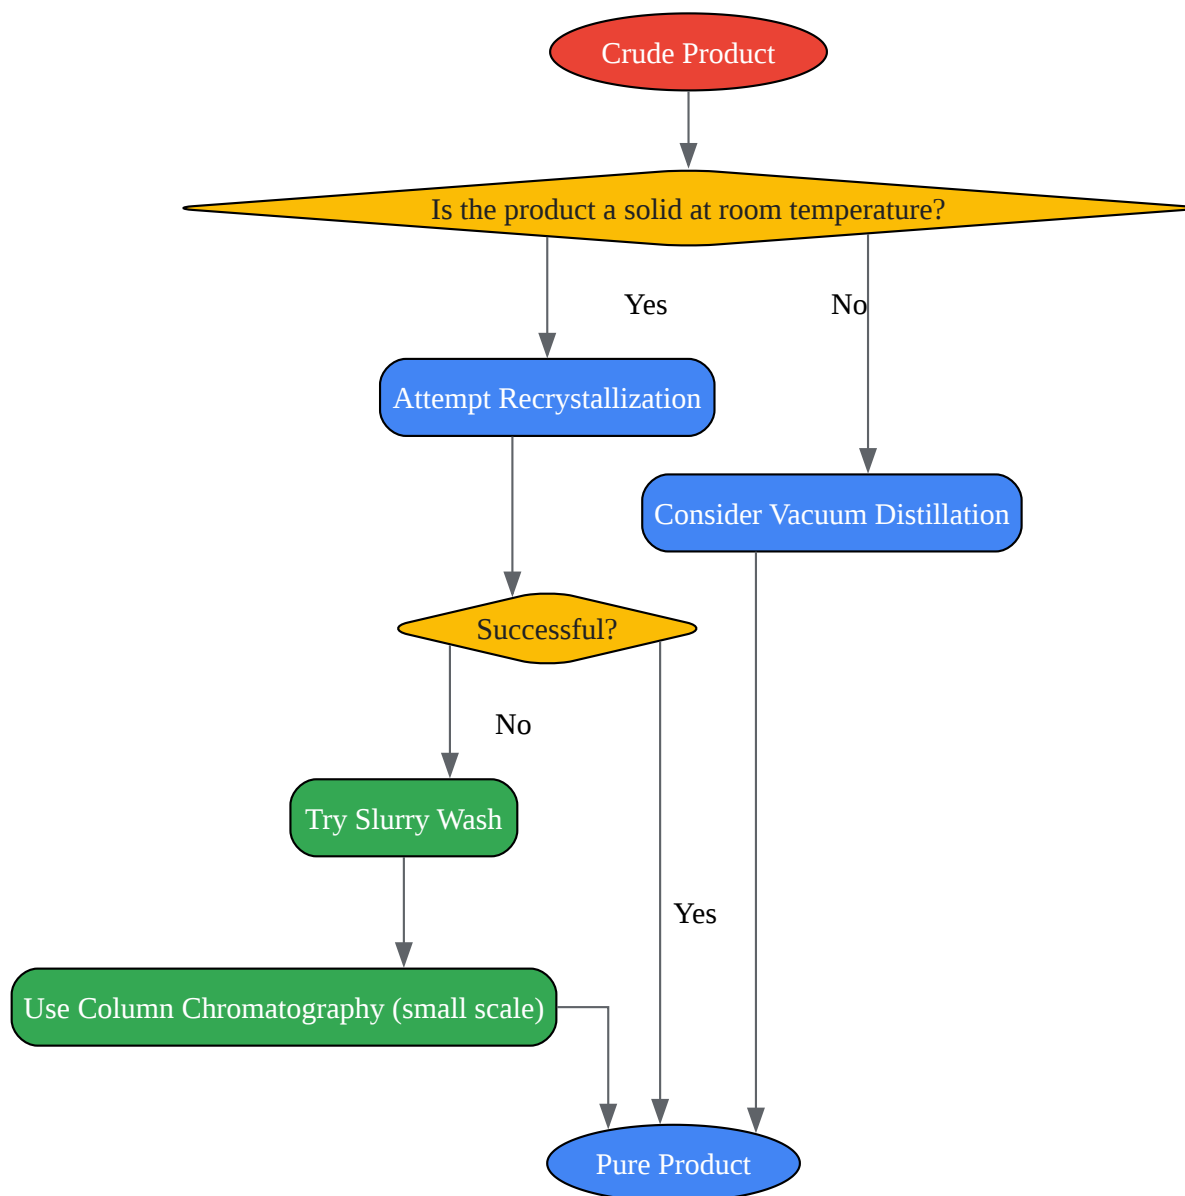 Crude Product
Is the product a solid at room temperature?
Yes
No
Attempt Recrystallization
Consider Vacuum Distillation
Successful?
No
Try Slurry Wash
Yes
Use Column Chromatography (small scale)
Pure Product